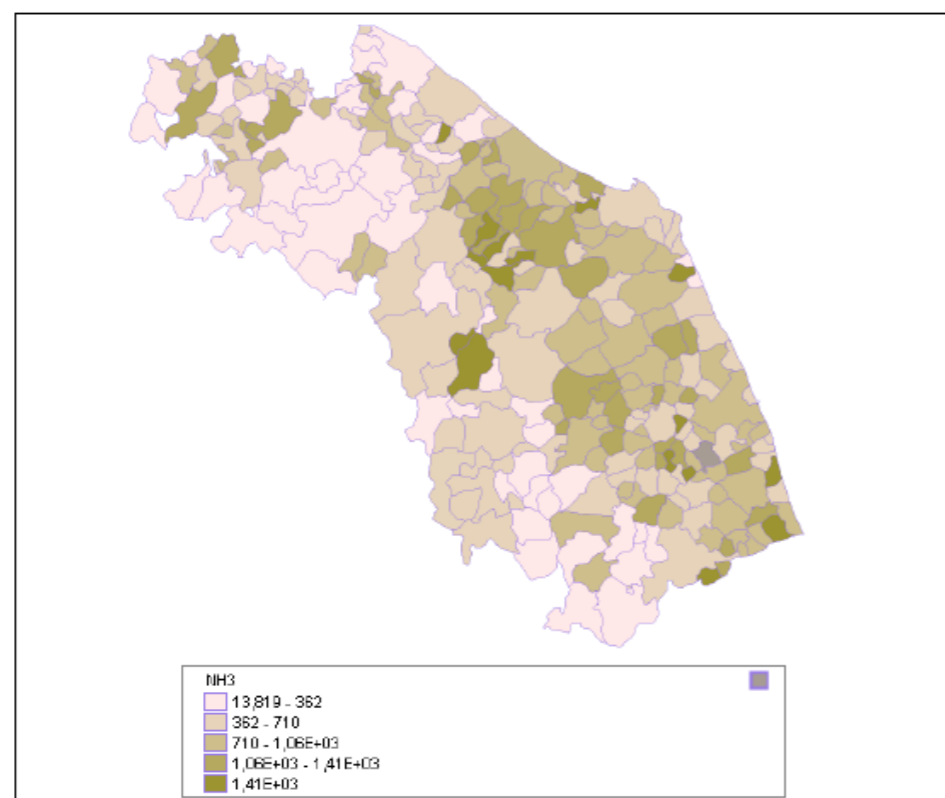 NH3
13,819 - 362
362 - 710
710 - 1,06E+03
1,06E+03 - 1,41E+03
1,41E+03